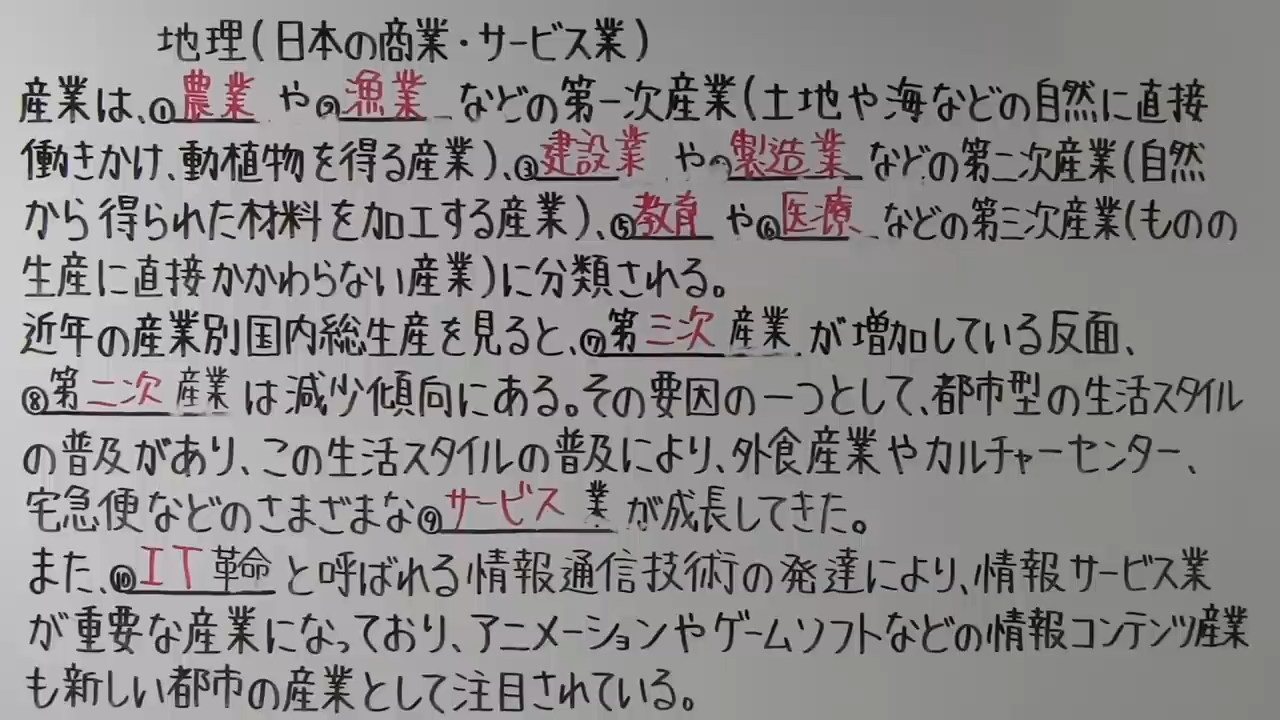 地理(日本の商業・サービス業)
産業は、①農業や②漁業などの第一次産業(土地や海などの自然に直接
働きかけ、動植物を得る産業)、③建設業や④製造業などの第二次産業(自然
から得られた材料を加工する産業)、⑤教育や⑥医療などの第三次産業(ものの
生産に直接かかわらない産業)に分類される。
近年の産業別国内総生産を見ると、⑦第三次産業が増加している反面、
⑧第二次産業は減少傾向にある。その要因の一つとして、都市型の生活スタイル
の普及があり、この生活スタイルの普及により、外食産業やカルチャーセンター、
宅急便などのさまざまな⑨サービス業が成長してきた。
また、⑩IT革命と呼ばれる情報通信技術の発達により、情報サービス業
が重要な産業になっており、アニメーションやゲームソフトなどの情報コンテンツ産業
も新しい都市の産業として注目されている。